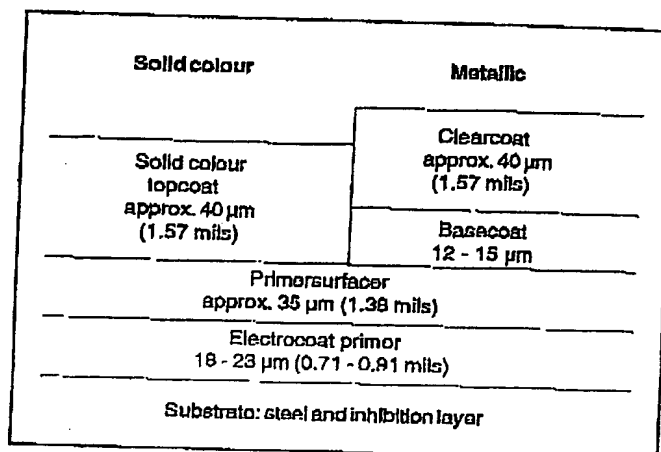 Solid colour
Metallic
Solid colour
topcoat
approx. 40 µm
(1.57 mils)
Clearcoat
approx. 40 µm
(1.57 mils)
Basecoat
12 - 15 µm
Primersurfacer
approx. 35 µm (1.38 mils)
Electrocoat primer
18 - 23 µm (0.71 - 0.91 mils)
Substrate: steel and inhibition layer